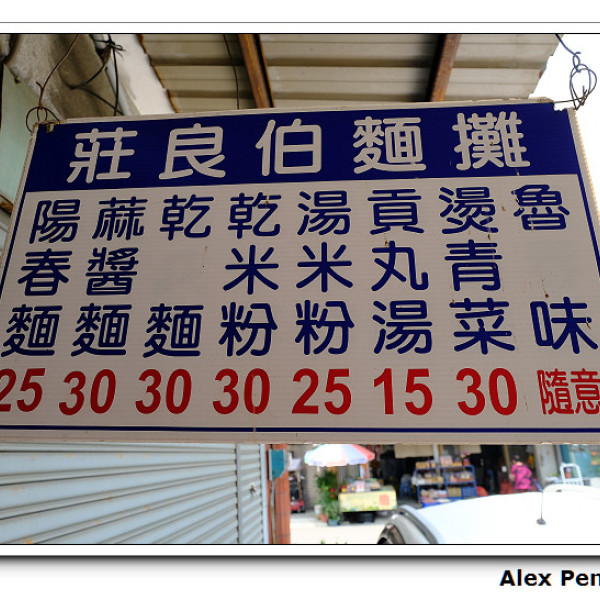 莊良伯麵攤
陽春麵 25
蔴醬麵 30
乾麵 30
乾米粉 30
湯米粉 25
貢丸湯 15
燙青菜 30
魯味 隨意
Alex Pen